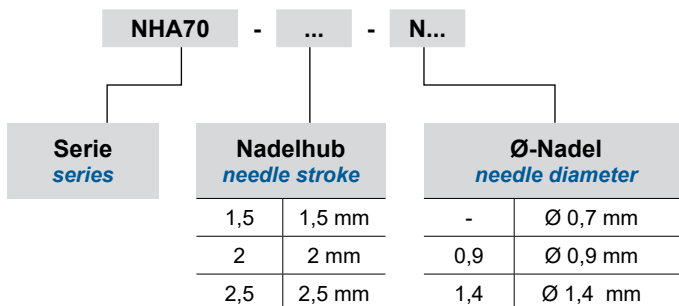 NHA70 - ... - N...
Serie Nadelhub Ø-Nadel
series needle stroke needle diameter
1,5 1,5 mm - Ø 0,7 mm
2 2 mm 0,9 Ø 0,9 mm
2,5 2,5 mm 1,4 Ø 1,4 mm